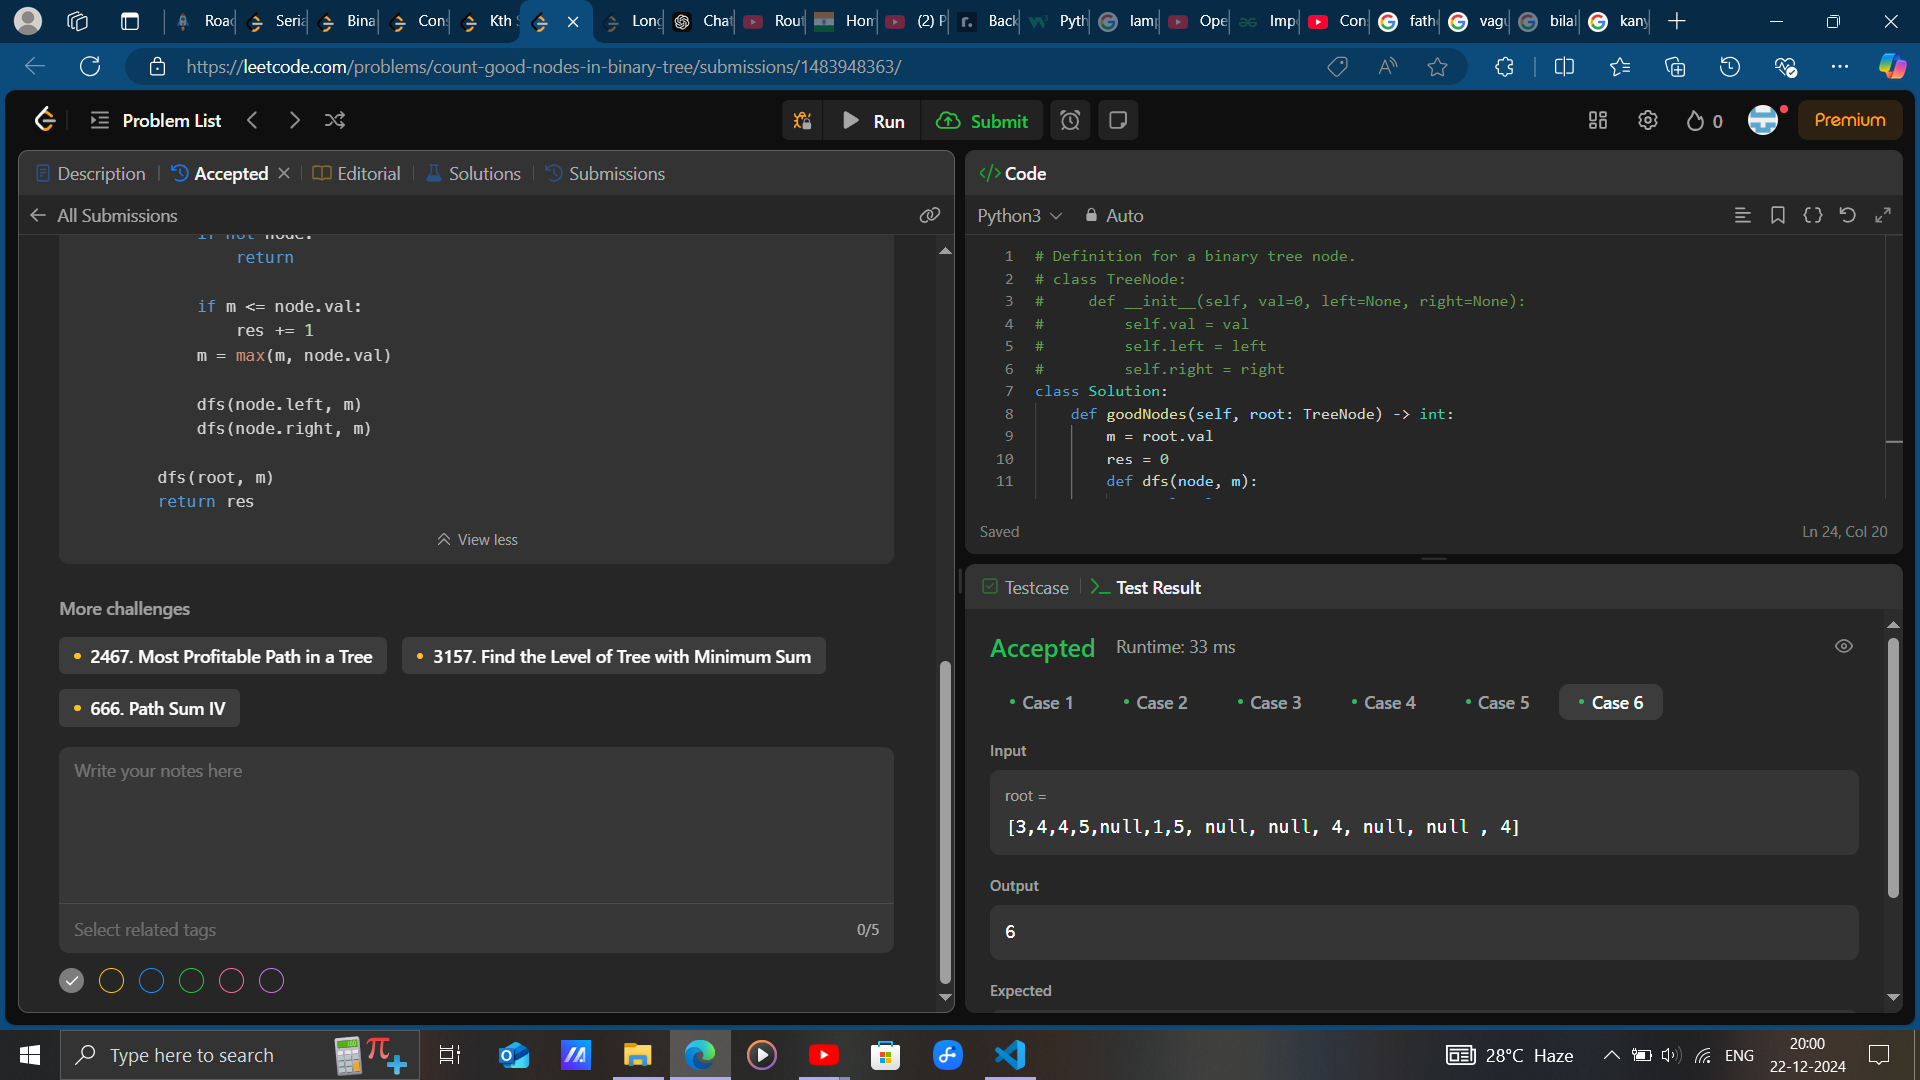 Road
Seria
Bina
Con
Kth S
Long
Chat
Rout
Hom
(2) P
Back
Pyth
lamp
Ope
Imp
Con
fath
vagu
bilal
kany
https://leetcode.com/problems/count-good-nodes-in-binary-tree/submissions/1483948363/
Problem List
Run
Submit
0
Premium
Description
Accepted
Editorial
Solutions
Submissions
All Submissions
if not node:
return
if m <= node.val:
res += 1
m = max(m, node.val)
dfs(node.left, m)
dfs(node.right, m)
dfs(root, m)
return res
View less
More challenges
2467. Most Profitable Path in a Tree
3157. Find the Level of Tree with Minimum Sum
666. Path Sum IV
Write your notes here
Select related tags
0/5
</> Code
Python3
Auto
1 # Definition for a binary tree node.
2 # class TreeNode:
3 #     def __init__(self, val=0, left=None, right=None):
4 #         self.val = val
5 #         self.left = left
6 #         self.right = right
7 class Solution:
8     def goodNodes(self, root: TreeNode) -> int:
9         m = root.val
10         res = 0
11         def dfs(node, m):
Saved
Ln 24, Col 20
Testcase
Test Result
Accepted
Runtime: 33 ms
Case 1
Case 2
Case 3
Case 4
Case 5
Case 6
Input
root =
[3,4,4,5,null,1,5, null, null, 4, null, null , 4]
Output
6
Expected
Type here to search
28°C Haze
ENG
20:00
22-12-2024